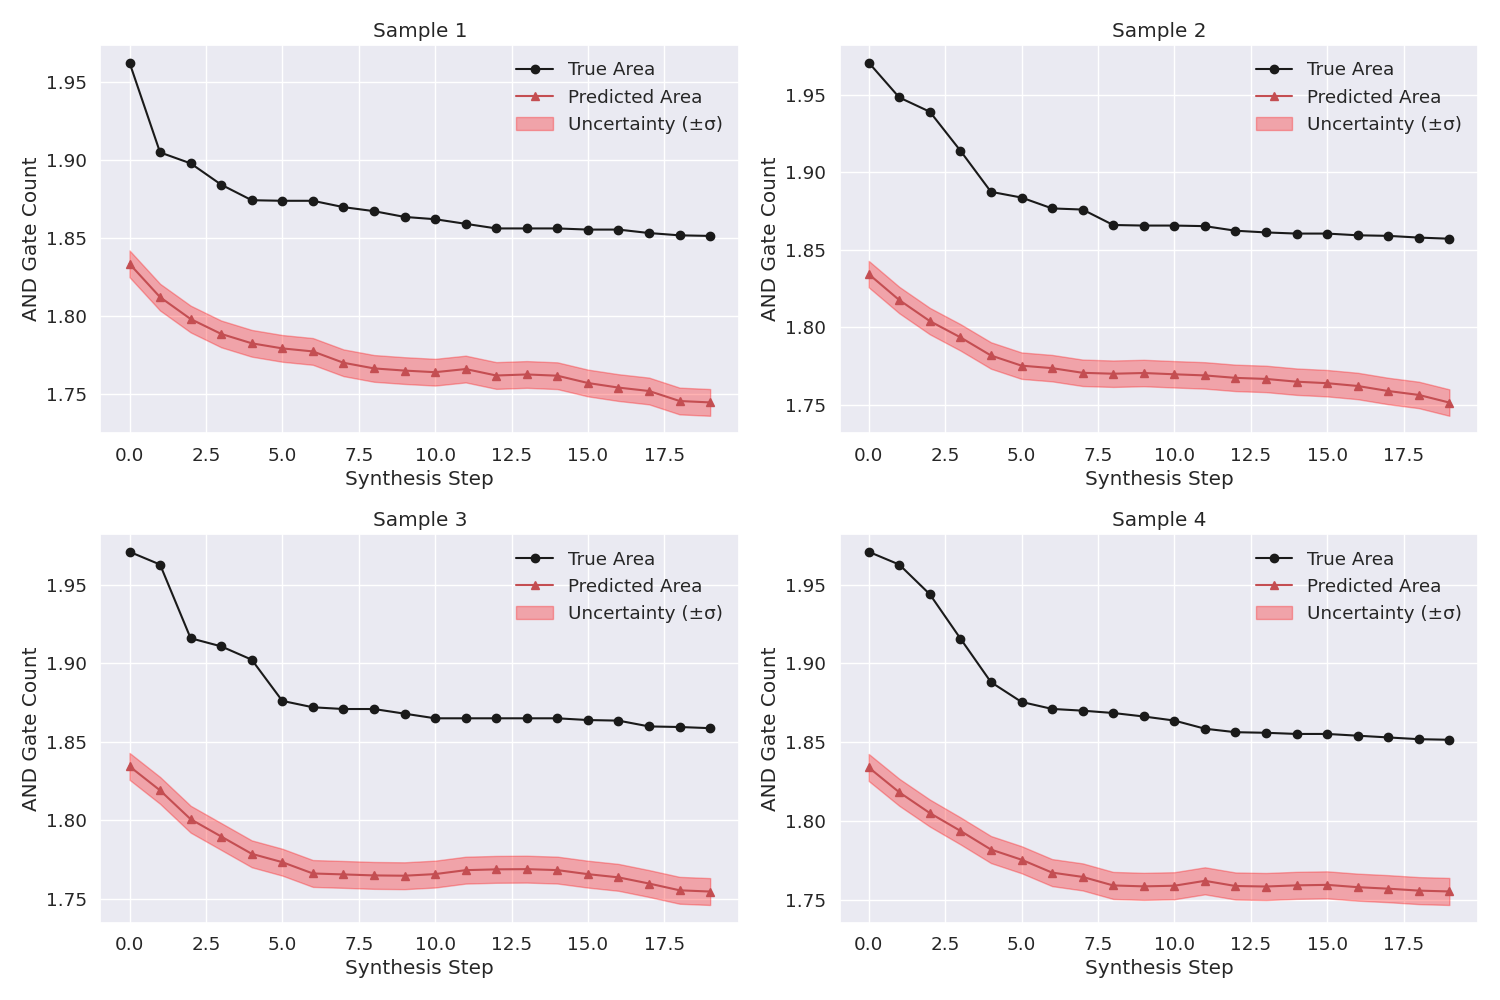 Sample 1
AND Gate Count
1.95
1.90
1.85
1.80
1.75
True Area
Predicted Area
Uncertainty (±σ)
0.0 2.5 5.0 7.5 10.0 12.5 15.0 17.5
Synthesis Step
Sample 2
AND Gate Count
1.95
1.90
1.85
1.80
1.75
True Area
Predicted Area
Uncertainty (±σ)
0.0 2.5 5.0 7.5 10.0 12.5 15.0 17.5
Synthesis Step
Sample 3
AND Gate Count
1.95
1.90
1.85
1.80
1.75
True Area
Predicted Area
Uncertainty (±σ)
0.0 2.5 5.0 7.5 10.0 12.5 15.0 17.5
Synthesis Step
Sample 4
AND Gate Count
1.95
1.90
1.85
1.80
1.75
True Area
Predicted Area
Uncertainty (±σ)
0.0 2.5 5.0 7.5 10.0 12.5 15.0 17.5
Synthesis Step